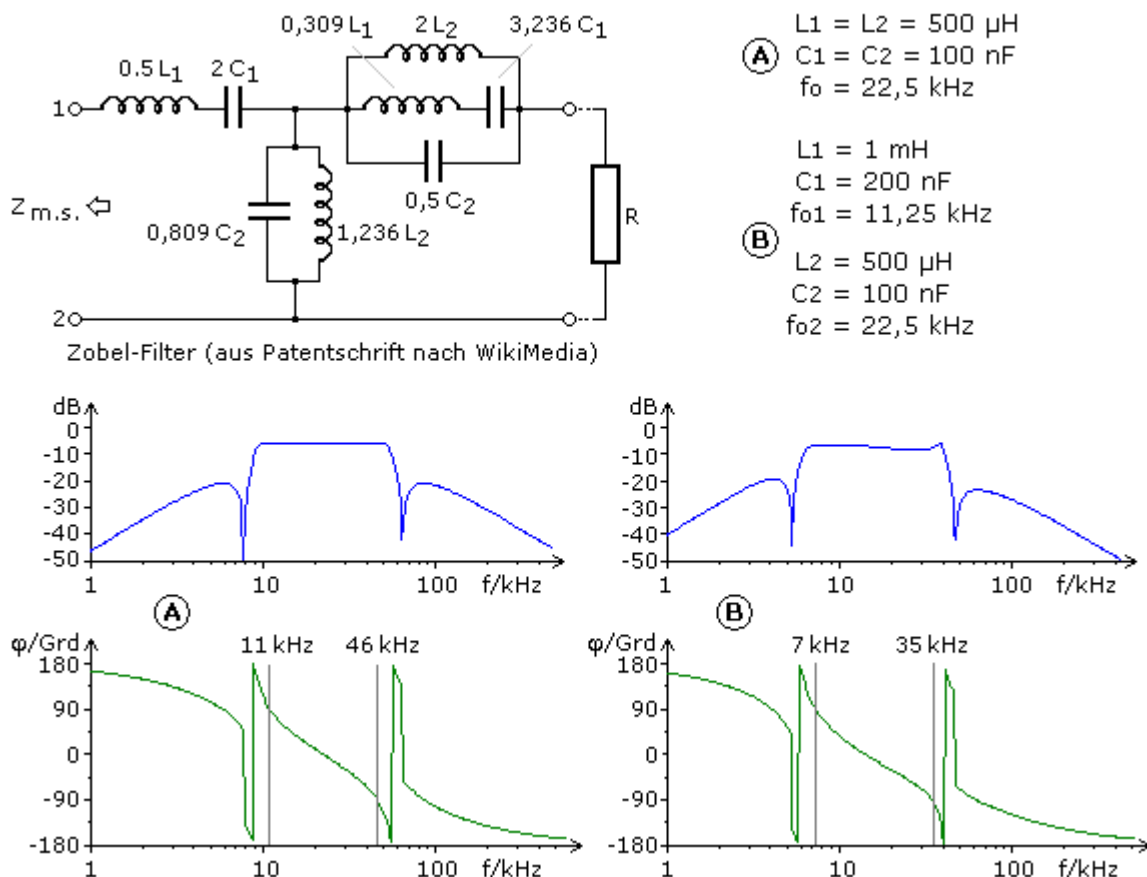 0,309 L1
2 L2
3,236 C1
0.5 L1
2 C1
1
0,5 C2
Z m.s.
0,809 C2
1,236 L2
R
2
Zobel-Filter (aus Patentschrift nach WikiMedia)
A
L1 = L2 = 500 µH
C1 = C2 = 100 nF
fo = 22,5 kHz
B
L1 = 1 mH
C1 = 200 nF
fo1 = 11,25 kHz
L2 = 500 µH
C2 = 100 nF
fo2 = 22,5 kHz
dB
0
-10
-20
-30
-40
-50
1
10
100
f/kHz
A
dB
0
-10
-20
-30
-40
-50
1
10
100
f/kHz
B
φ/Grd
11 kHz
46 kHz
180
90
0
-90
-180
1
10
100
f/kHz
φ/Grd
7 kHz
35 kHz
180
90
0
-90
-180
1
10
100
f/kHz